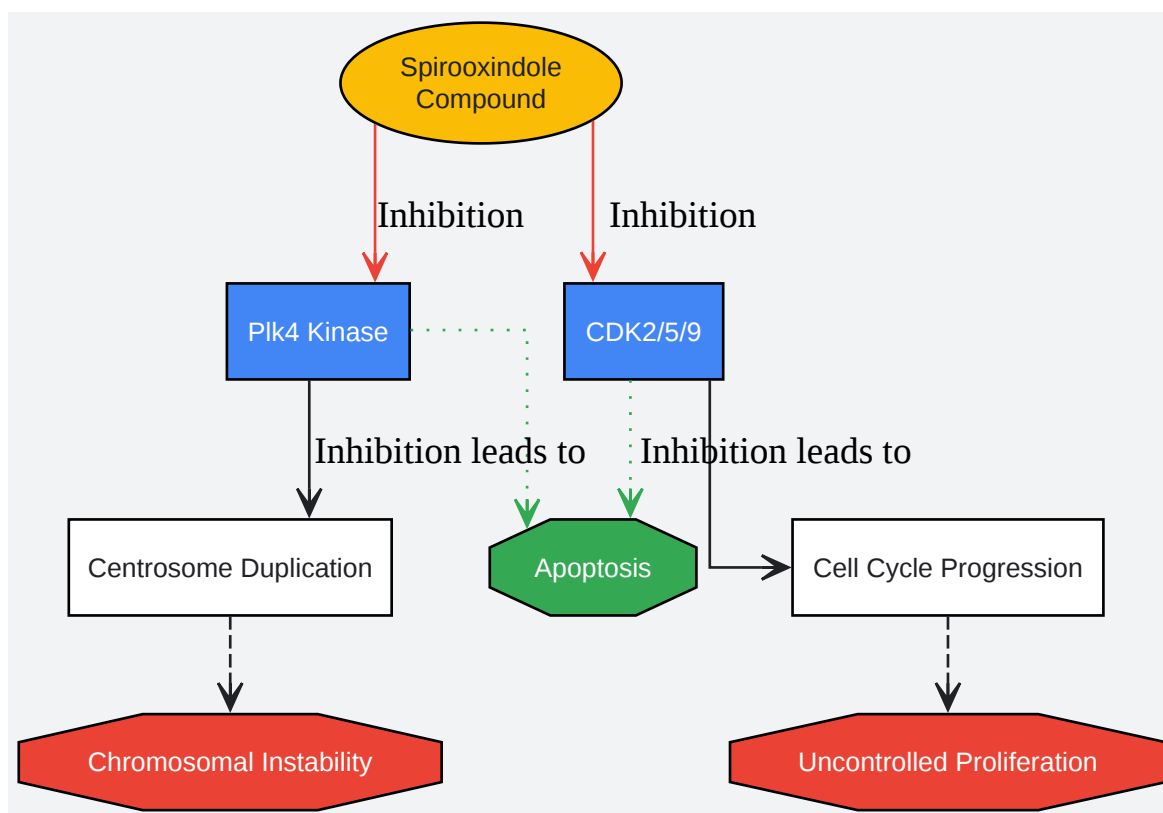 Spirooxindole
Compound
Inhibition
Inhibition
Plk4 Kinase
CDK2/5/9
Inhibition leads to
Inhibition leads to
Centrosome Duplication
Apoptosis
Cell Cycle Progression
Chromosomal Instability
Uncontrolled Proliferation